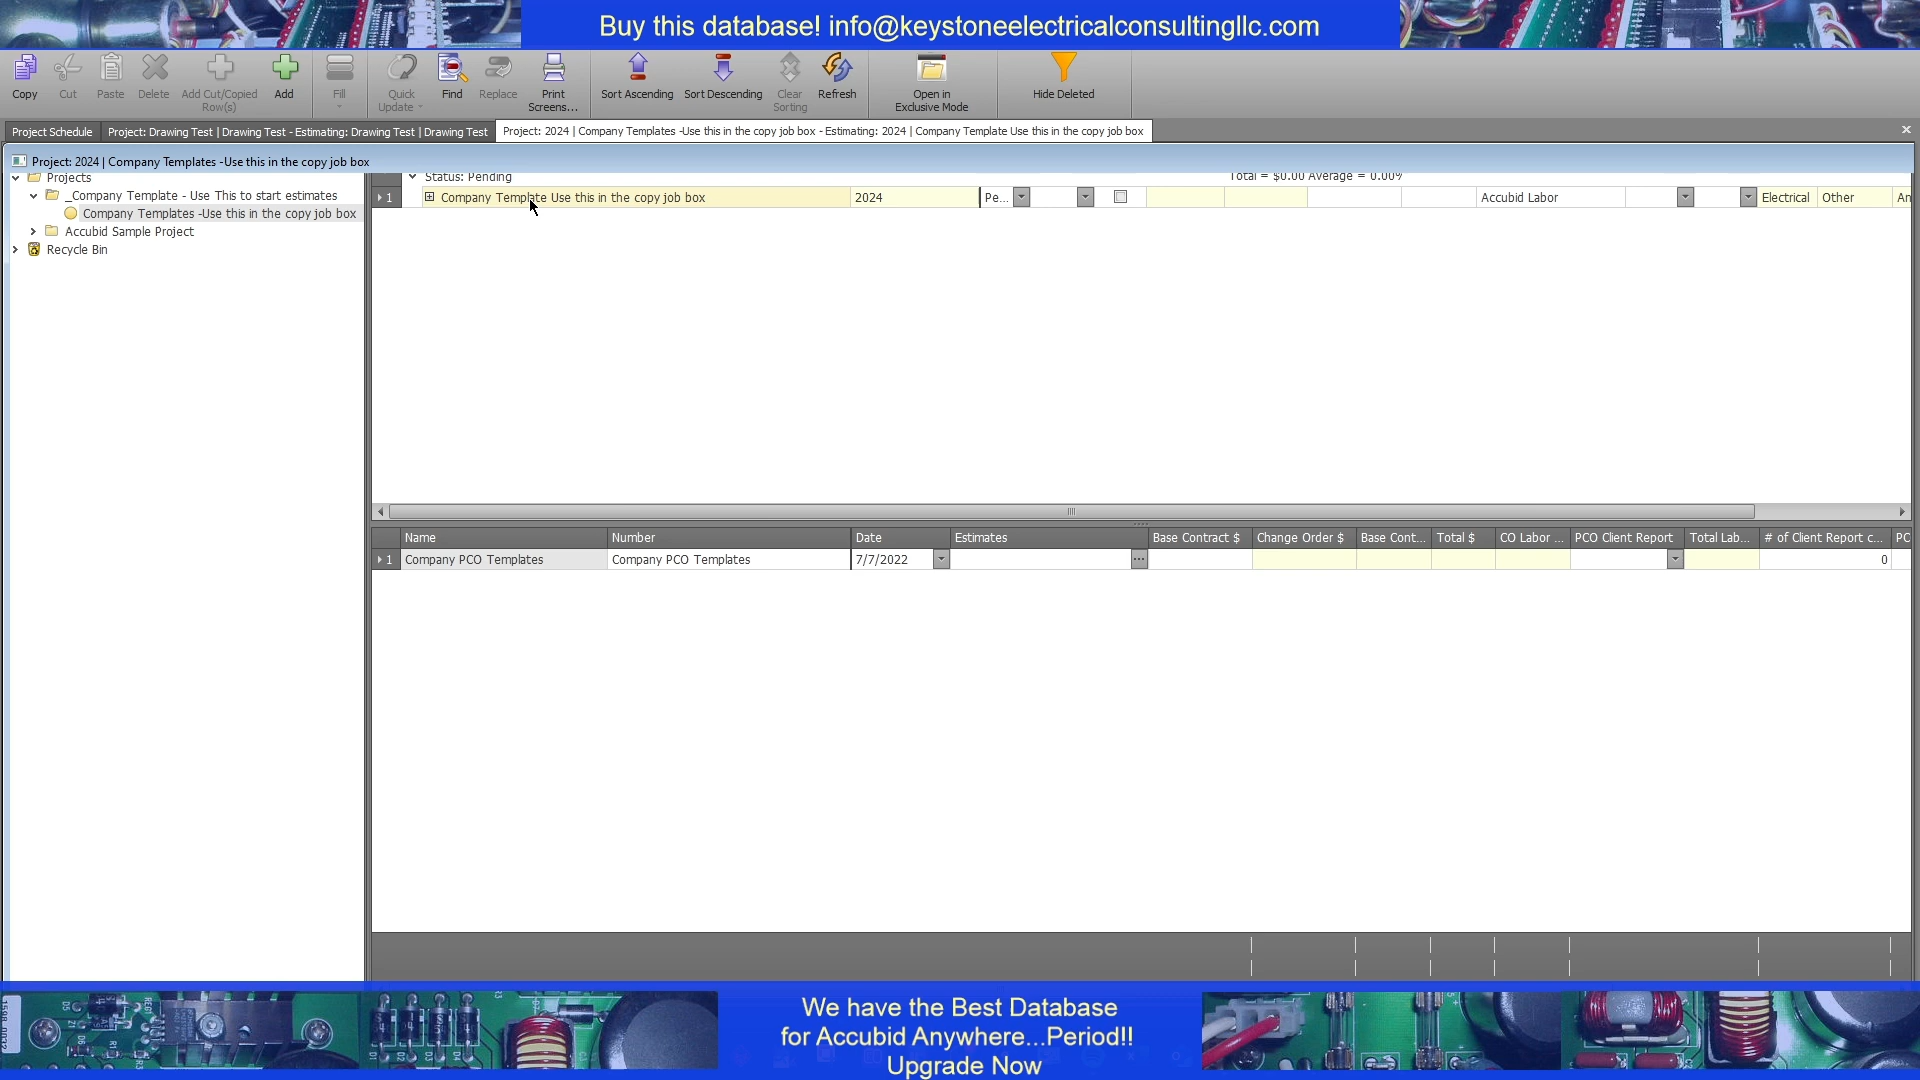 Buy this database! info@keystoneelectricalconsultingllc.com
Copy Cut Paste Delete Add Cut/Copied Row(s) Add Fill Quick Update Find Replace Print Screens... Sort Ascending Sort Descending Clear Sorting Refresh Open in Exclusive Mode Hide Deleted
Project Schedule Project: Drawing Test | Drawing Test - Estimating: Drawing Test | Drawing Test Project: 2024 | Company Templates -Use this in the copy job box - Estimating: 2024 | Company Template Use this in the copy job box
Project: 2024 | Company Templates -Use this in the copy job box
Projects
_Company Template - Use This to start estimates
Company Templates -Use this in the copy job box
Accubid Sample Project
Recycle Bin
Status: Pending Total = $0.00 Average = 0.00%
1 Company Template Use this in the copy job box 2024 Pe... Accubid Labor Electrical Other An
Name Number Date Estimates Base Contract $ Change Order $ Base Cont... Total $ CO Labor ... PCO Client Report Total Lab... # of Client Report c... PC
1 Company PCO Templates Company PCO Templates 7/7/2022 ... 0
We have the Best Database
for Accubid Anywhere...Period!!
Upgrade Now